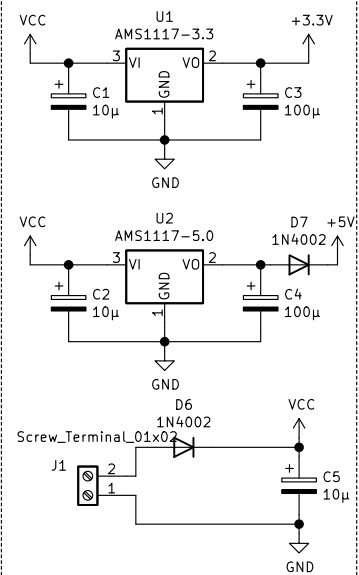 VCC
U1
AMS1117-3.3
+3.3V
3
VI
VO
2
GND
1
+
C1
10µ
+
C3
100µ
GND
VCC
U2
AMS1117-5.0
D7
1N4002
+5V
3
VI
VO
2
GND
1
+
C2
10µ
+
C4
100µ
GND
D6
1N4002
VCC
Screw_Terminal_01x02
J1
2
1
+
C5
10µ
GND